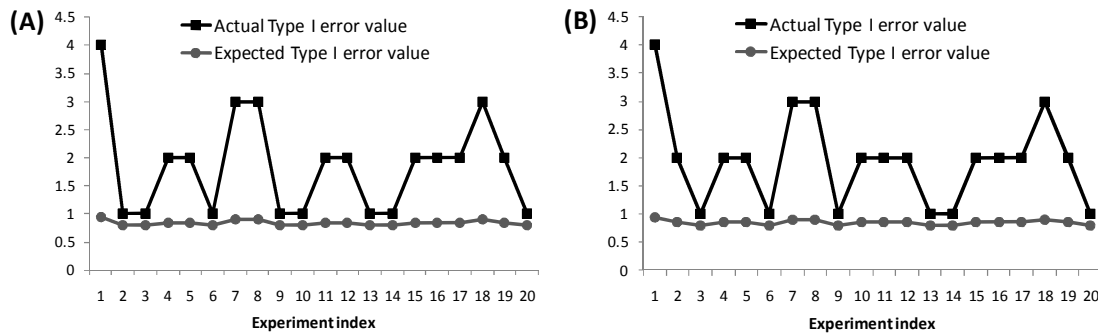 (A)
4.5
4
3.5
3
2.5
2
1.5
1
0.5
0
Actual Type I error value
Expected Type I error value
1 2 3 4 5 6 7 8 9 10 11 12 13 14 15 16 17 18 19 20
Experiment index
(B)
4.5
4
3.5
3
2.5
2
1.5
1
0.5
0
Actual Type I error value
Expected Type I error value
1 2 3 4 5 6 7 8 9 10 11 12 13 14 15 16 17 18 19 20
Experiment index